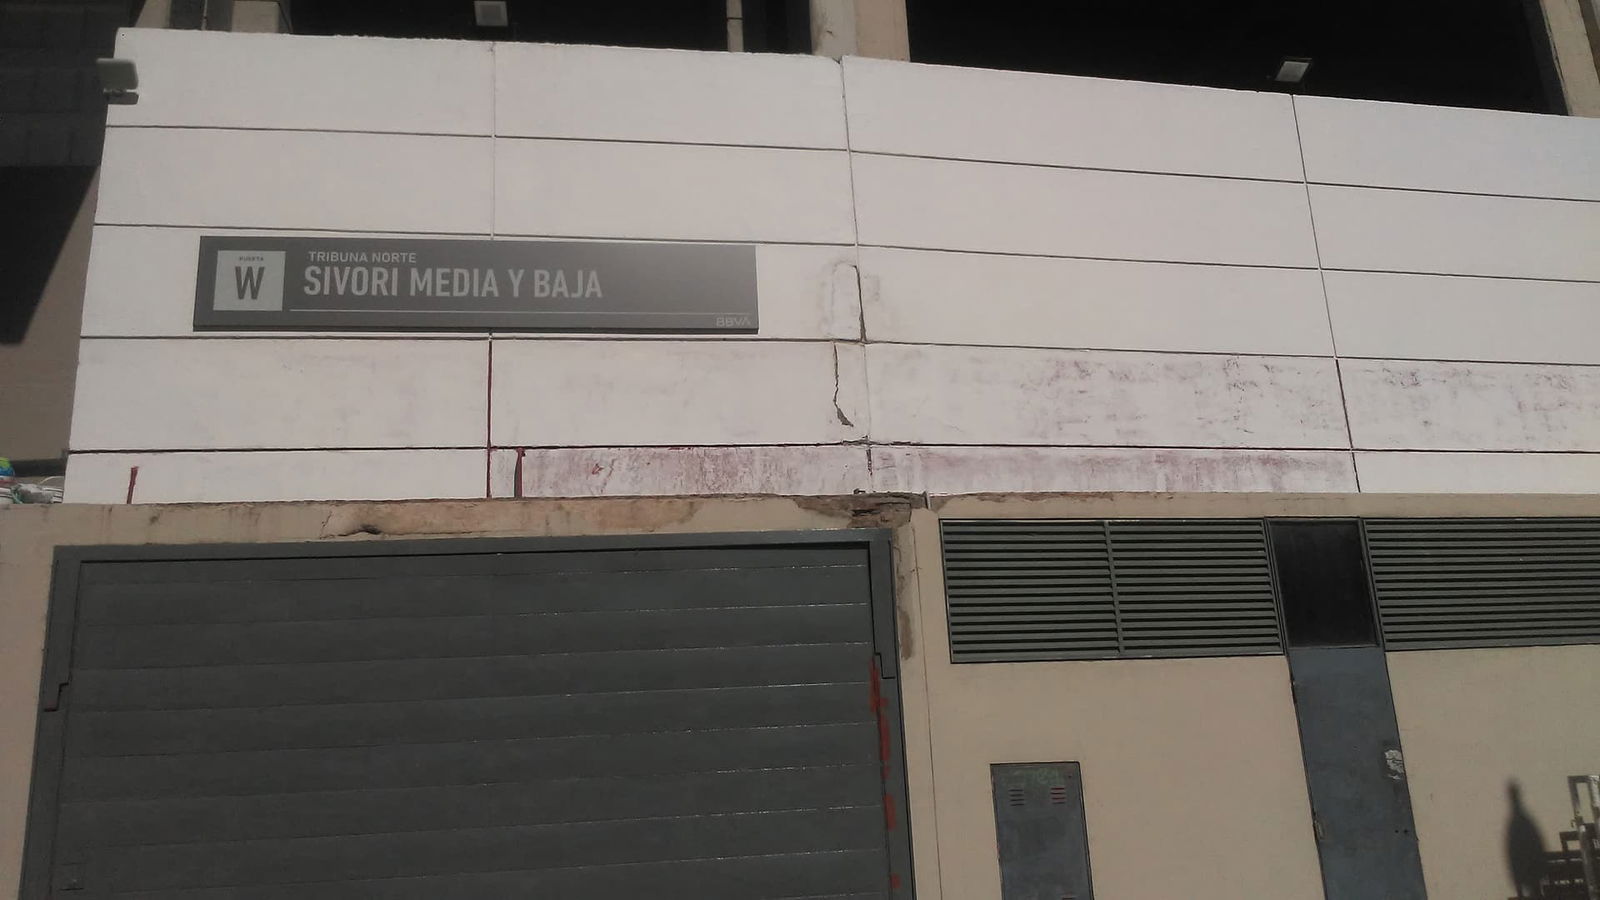 PUERTA
W
TRIBUNA NORTE
SIVORI MEDIA Y BAJA
BBVA